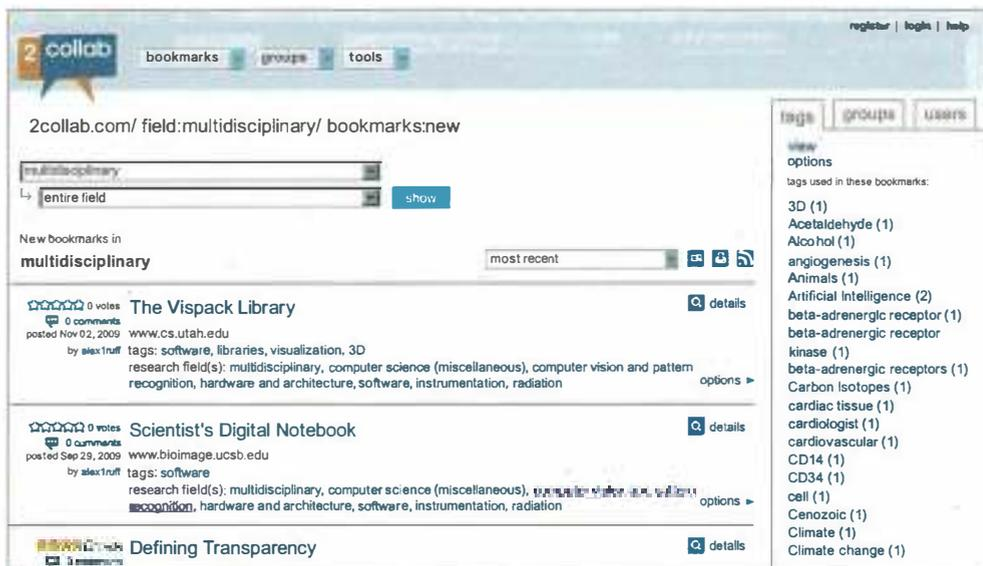 register | login | help
2 collab
bookmarks groups tools
2collab.com/ field:multidisciplinary/ bookmarks:new
multidisciplinary
entire field
show
New bookmarks in
multidisciplinary
most recent
0 votes The Vispack Library
details
0 comments
posted Nov 02, 2009 www.cs.utah.edu
by alex1ruff tags: software, libraries, visualization, 3D
research field(s): multidisciplinary, computer science (miscellaneous), computer vision and pattern
recognition, hardware and architecture, software, instrumentation, radiation
options
0 votes Scientist's Digital Notebook
details
0 comments
posted Sep 29, 2009 www.bioimage.ucsb.edu
by alex1ruff tags: software
research field(s): multidisciplinary, computer science (miscellaneous),
recognition, hardware and architecture, software, instrumentation, radiation
options
Defining Transparency
details
tags groups users
view
options
tags used in these bookmarks:
3D (1)
Acetaldehyde (1)
Alcohol (1)
angiogenesis (1)
Animals (1)
Artificial Intelligence (2)
beta-adrenergic receptor (1)
beta-adrenergic receptor
kinase (1)
beta-adrenergic receptors (1)
Carbon Isotopes (1)
cardiac tissue (1)
cardiologist (1)
cardiovascular (1)
CD14 (1)
CD34 (1)
cell (1)
Cenozoic (1)
Climate (1)
Climate change (1)